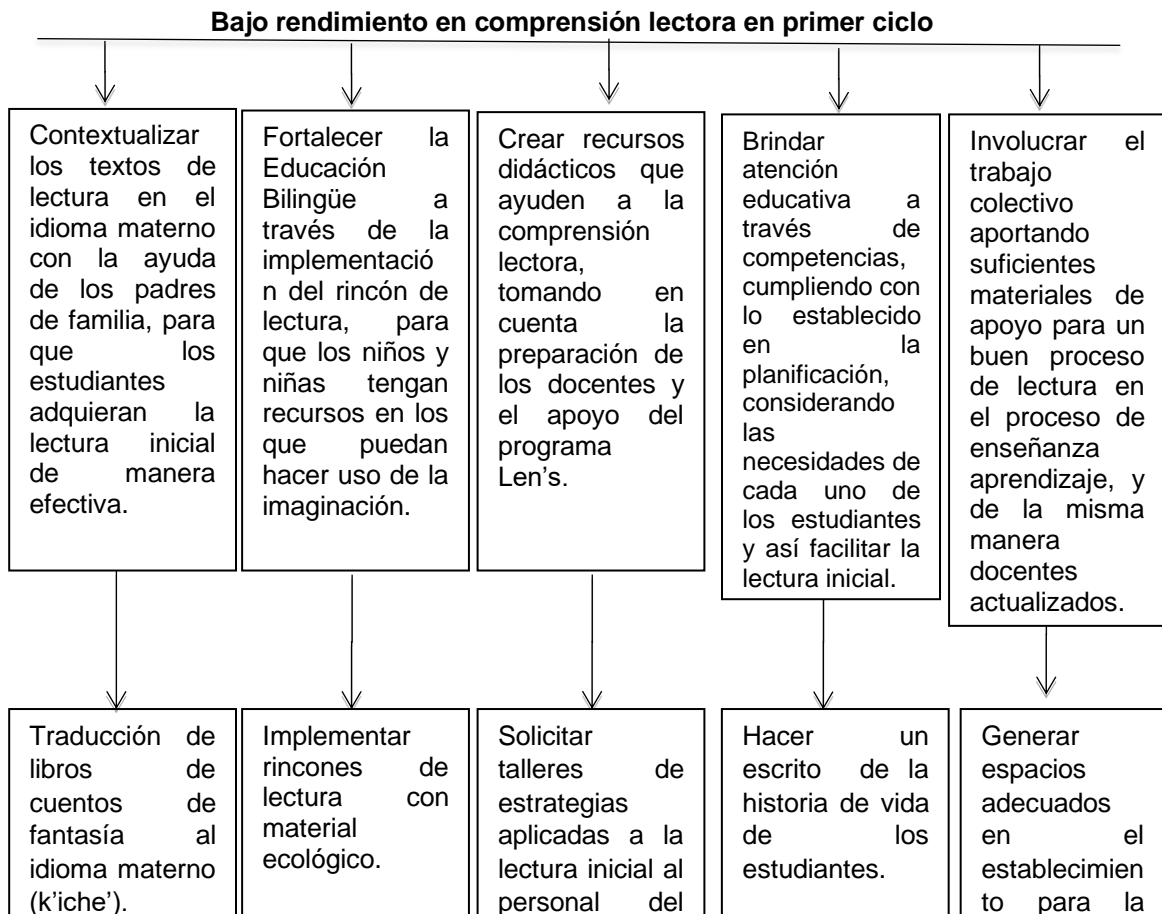 Bajo rendimiento en comprensión lectora en primer ciclo
Contextualizar
los textos de
lectura en el
idioma materno
con la ayuda
de los padres
de familia, para
que los
estudiantes
adquieran la
lectura inicial
de manera
efectiva.
Fortalecer la
Educación
Bilingüe a
través de la
implementació
n del rincón de
lectura, para
que los niños y
niñas tengan
recursos en los
que puedan
hacer uso de la
imaginación.
Crear recursos
didácticos que
ayuden a la
comprensión
lectora,
tomando en
cuenta la
preparación de
los docentes y
el apoyo del
programa
Len's.
Brindar
atención
educativa a
través de
competencias,
cumpliendo con
lo establecido
en la
planificación,
considerando
las
necesidades de
cada uno de
los estudiantes
y así facilitar la
lectura inicial.
Involucrar el
trabajo
colectivo
aportando
suficientes
materiales de
apoyo para un
buen proceso
de lectura en
el proceso de
enseñanza
aprendizaje, y
de la misma
manera
docentes
actualizados.
Traducción de
libros de
cuentos de
fantasía al
idioma materno
(k'iche').
Implementar
rincones de
lectura con
material
ecológico.
Solicitar
talleres de
estrategias
aplicadas a la
lectura inicial al
personal del
Hacer un
escrito de la
historia de vida
de los
estudiantes.
Generar
espacios
adecuados
en el
establecimien
to para la